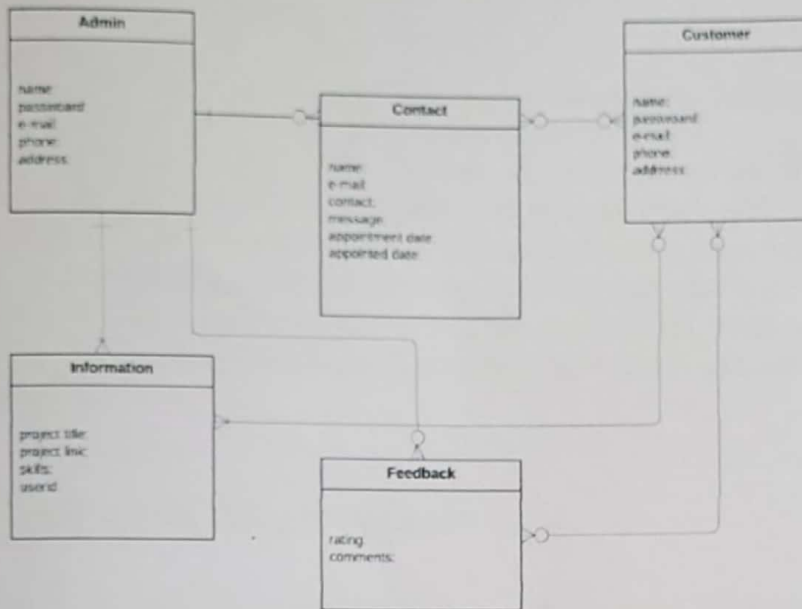 Admin
name:
password:
e-mail:
phone:
address:
Contact
name:
e-mail:
contact:
message:
appointment date:
appointed date:
Customer
name:
password:
e-mail:
phone:
address:
Information
project title:
project link:
skills:
userid:
Feedback
rating:
comments: